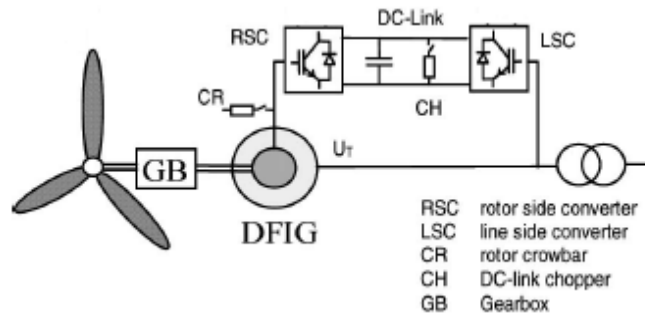 DC-Link
RSC
LSC
CR
CH
GB
U_T
DFIG
RSC rotor side converter
LSC line side converter
CR rotor crowbar
CH DC-link chopper
GB Gearbox